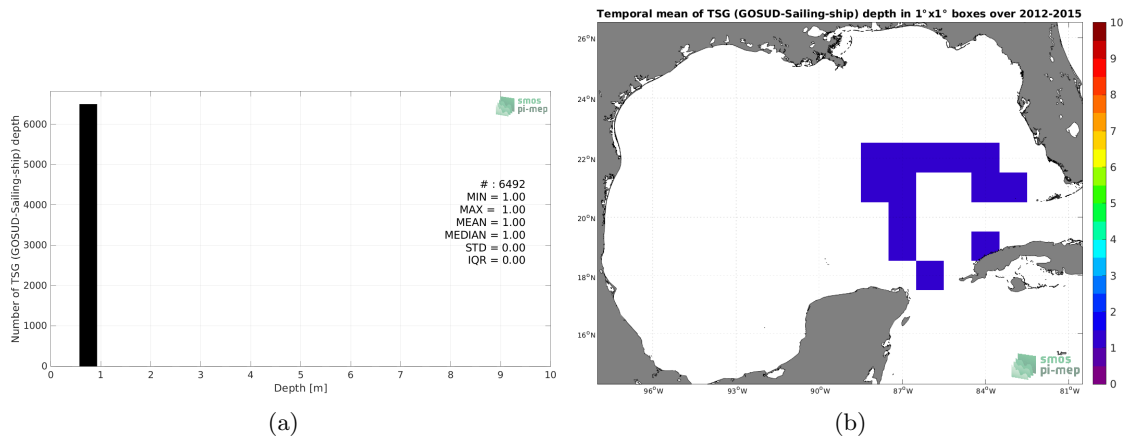 Number of TSG (GOSUD-Sailing-ship) depth
6000
5000
4000
3000
2000
1000
0
0 1 2 3 4 5 6 7 8 9 10
Depth [m]
smos
pi-mep
# : 6492
MIN = 1.00
MAX = 1.00
MEAN = 1.00
MEDIAN = 1.00
STD = 0.00
IQR = 0.00
(a)
Temporal mean of TSG (GOSUD-Sailing-ship) depth in 1°x1° boxes over 2012-2015
26°N
24°N
22°N
20°N
18°N
16°N
96°W 93°W 90°W 87°W 84°W 81°W
smos
pi-mep
10
9
8
7
6
5
4
3
2
1
0
(b)